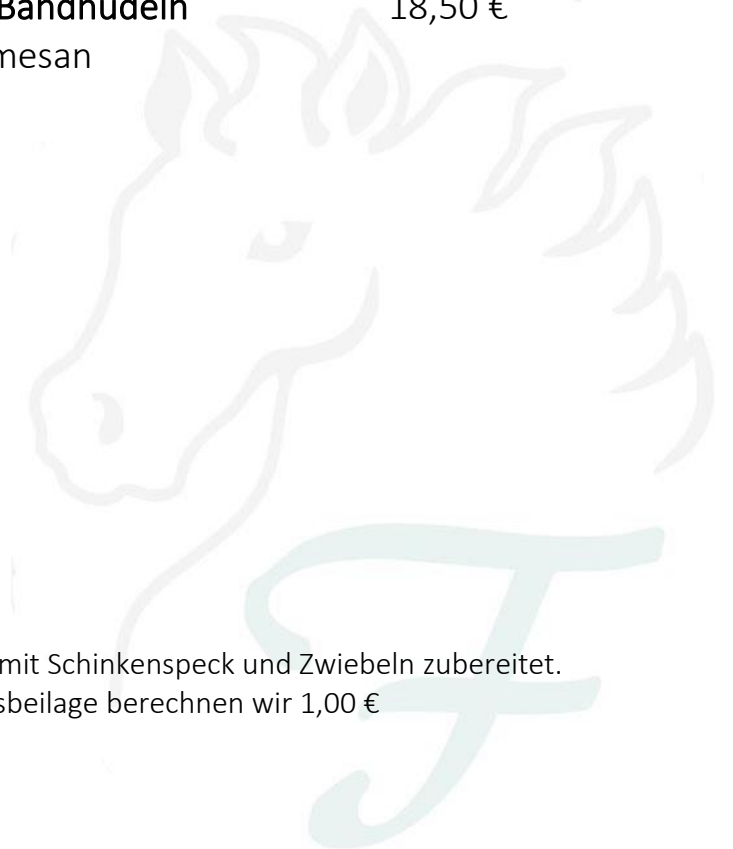 Bandnudeln 18,50 €
mesan
mit Schinkenspeck und Zwiebeln zubereitet.
sbeilage berechnen wir 1,00 €
F